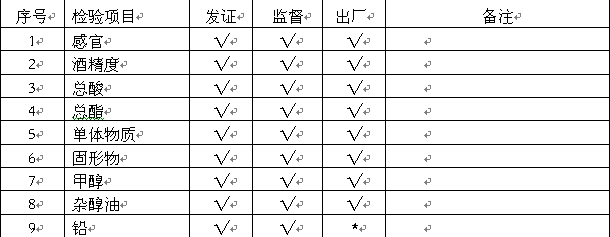 序号 检验项目 发证 监督 出厂 备注
1 感官 √ √ √
2 酒精度 √ √ √
3 总酸 √ √ √
4 总酯 √ √ √
5 单体物质 √ √ √
6 固形物 √ √ √
7 甲醇 √ √ √
8 杂醇油 √ √ √
9 铅 √ √ *